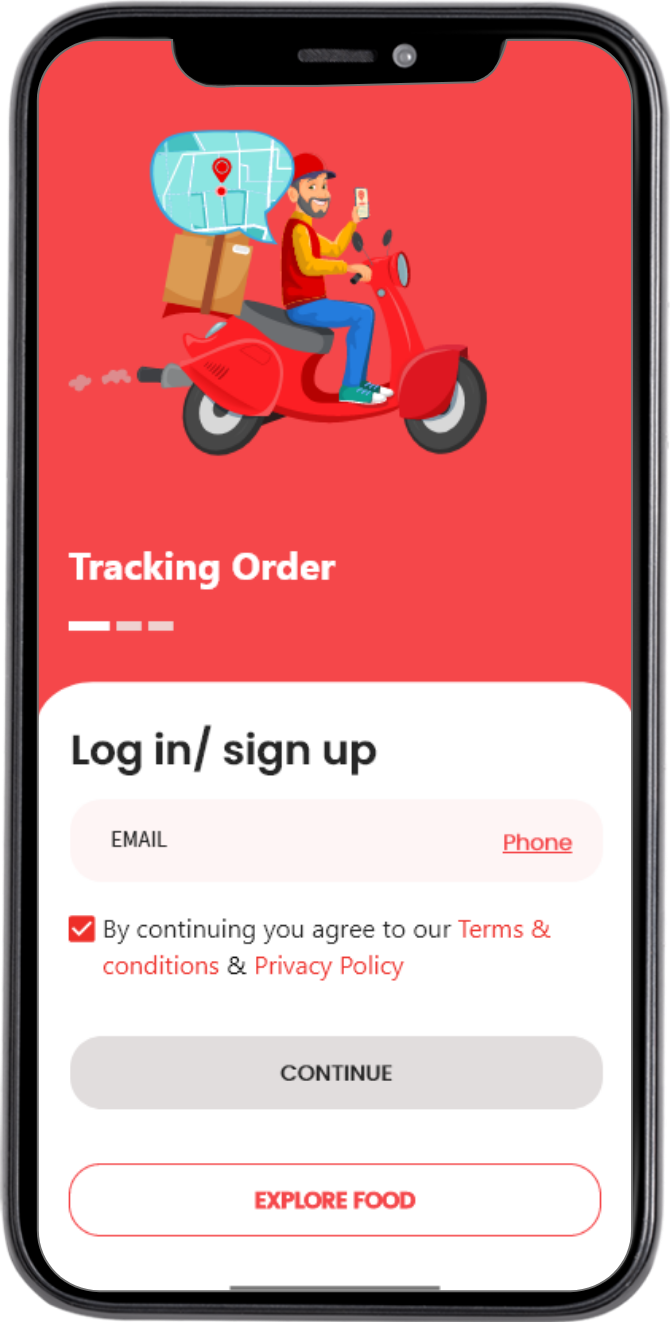 Tracking Order
Log in/ sign up
EMAIL Phone
By continuing you agree to our Terms &
conditions & Privacy Policy
CONTINUE
EXPLORE FOOD